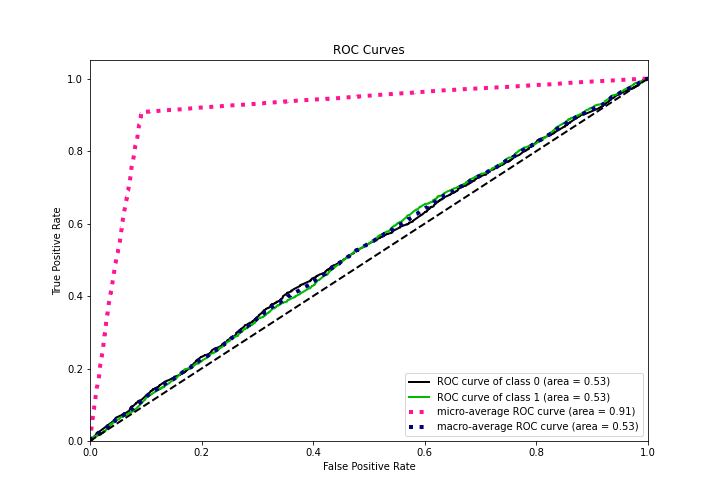 ROC Curves
True Positive Rate
1.0
0.8
0.6
0.4
0.2
0.0
0.0 0.2 0.4 0.6 0.8 1.0
False Positive Rate
ROC curve of class 0 (area = 0.53)
ROC curve of class 1 (area = 0.53)
micro-average ROC curve (area = 0.91)
macro-average ROC curve (area = 0.53)